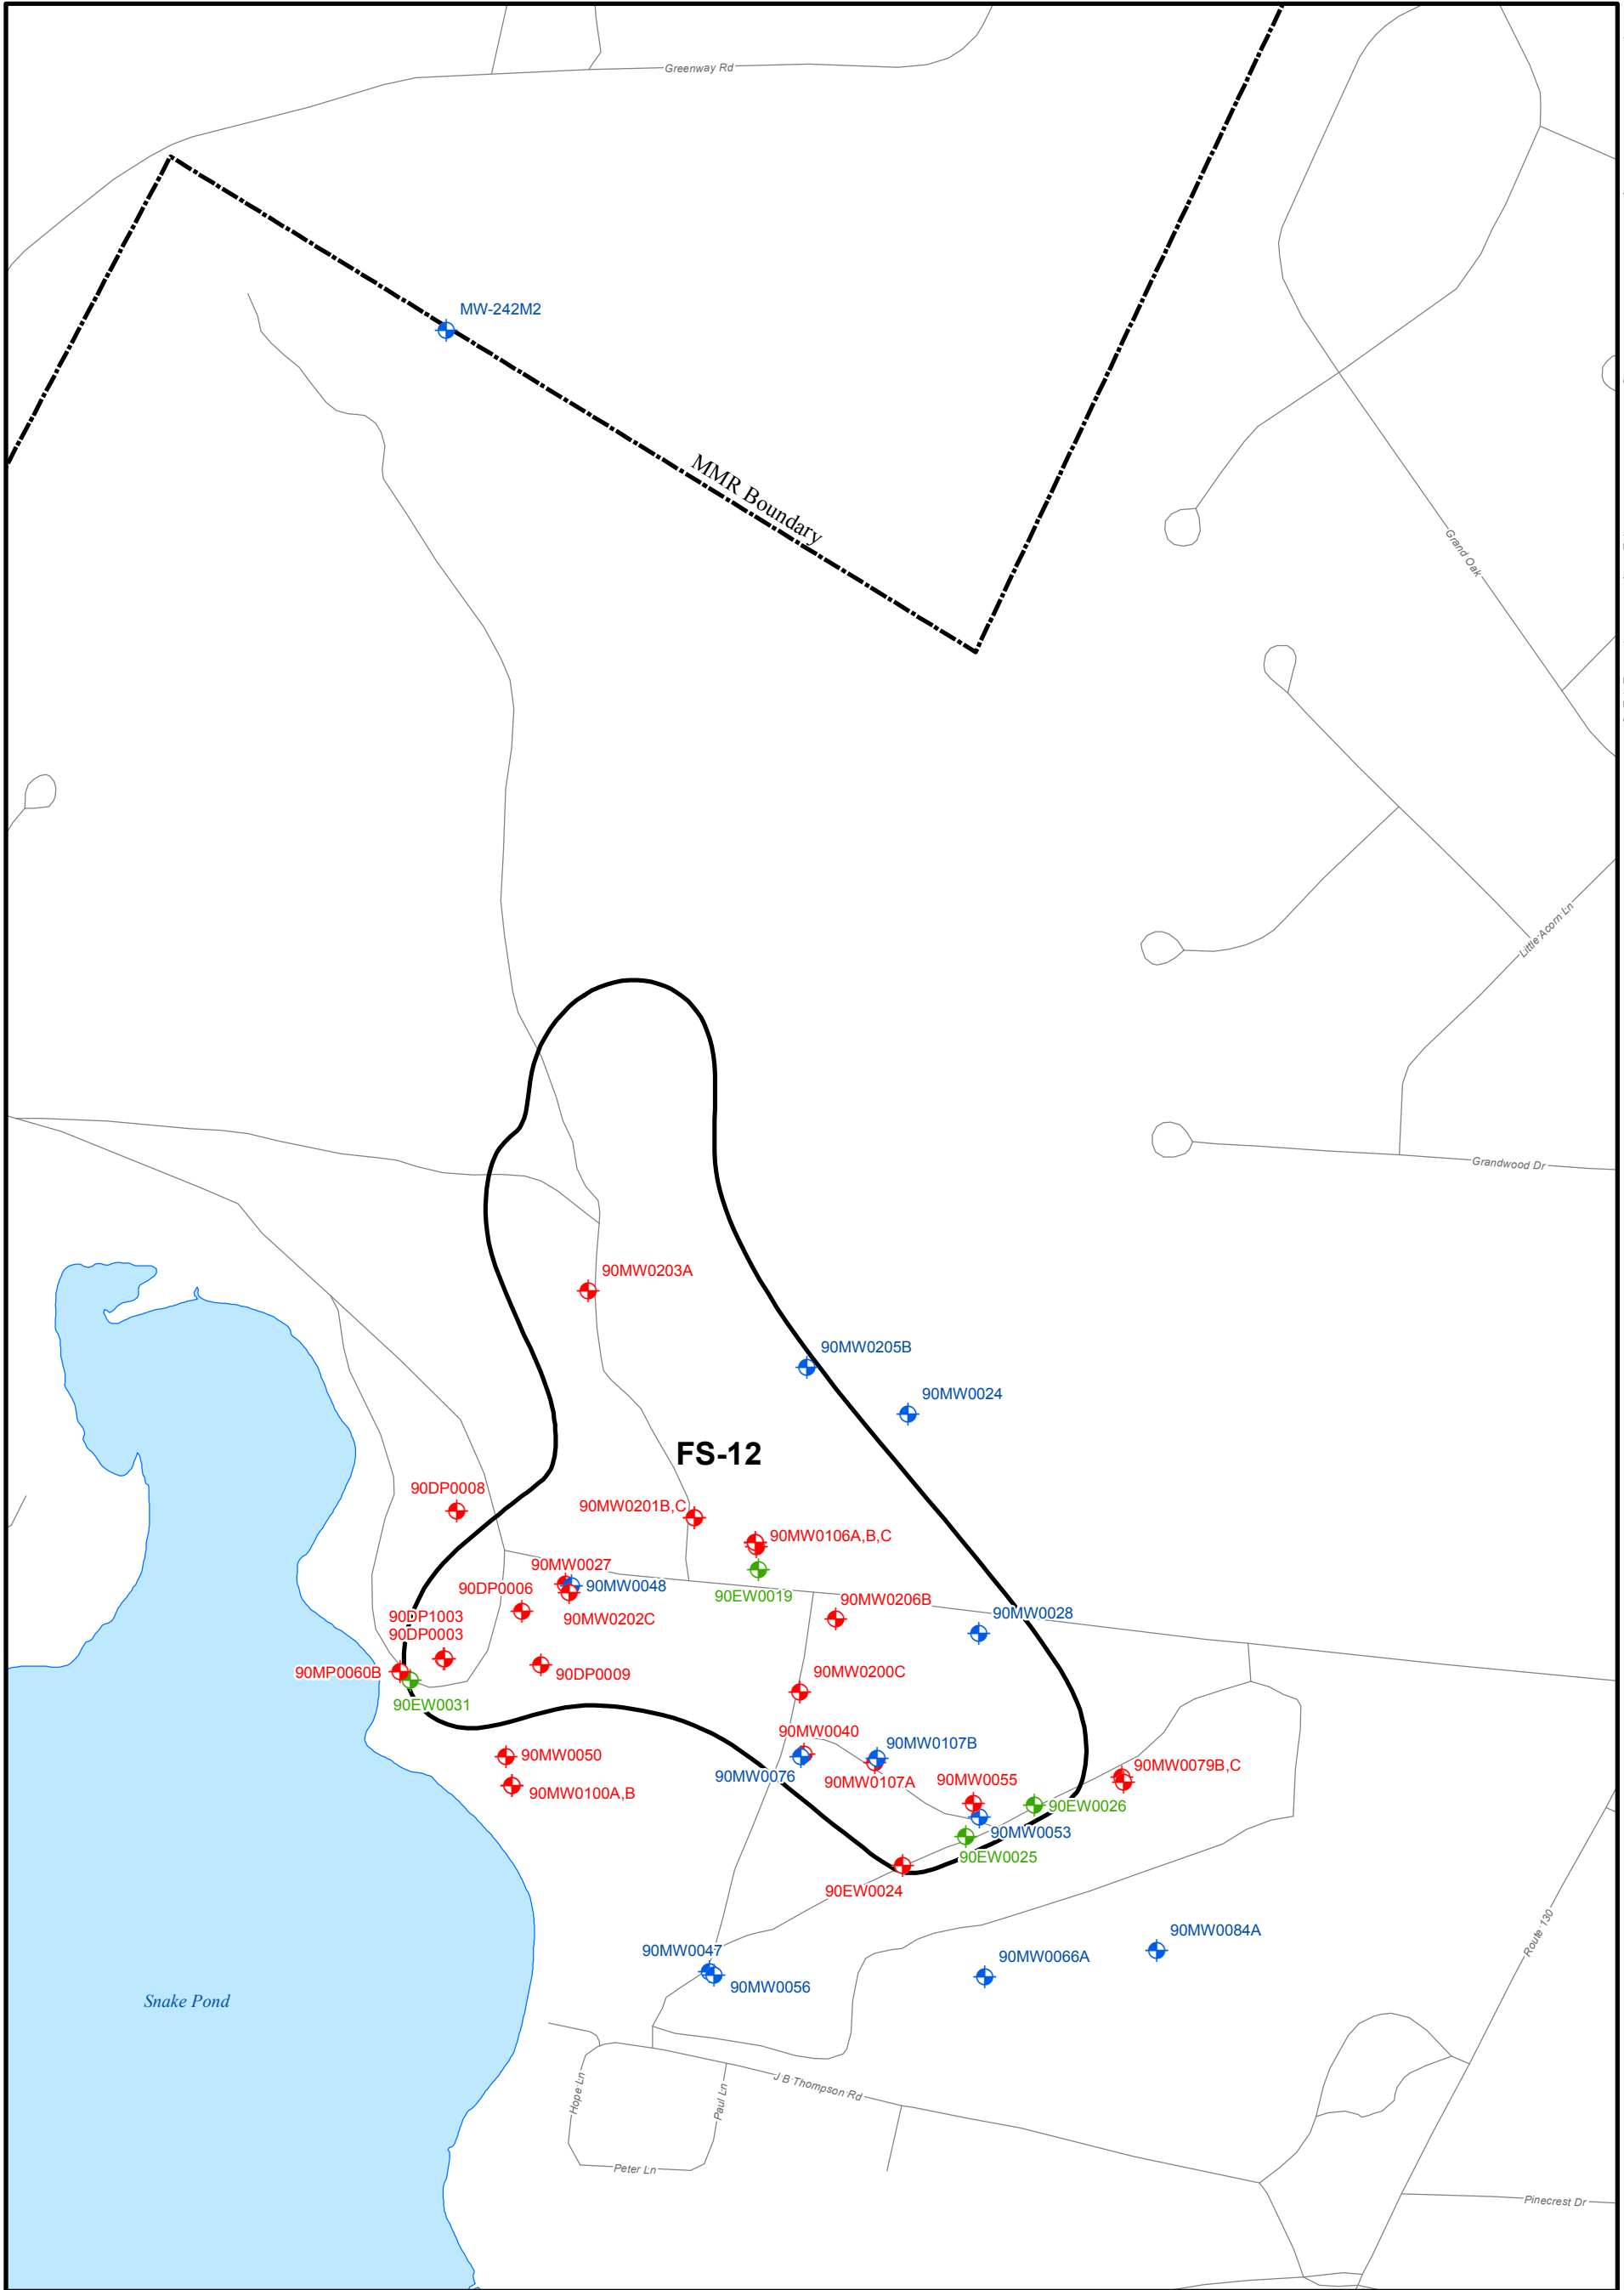 Greenway Rd
MW-242M2
MMR Boundary
Grand Oak
Little Acorn Ln
Grandwood Dr
90MW0203A
90MW0205B
90MW0024
FS-12
90DP0008
90MW0201B,C
90MW0106A,B,C
90MW0027
90MW0048
90DP0006
90EW0019
90MW0206B
90MW0202C
90DP1003
90DP0003
90MW0028
90MP0060B
90DP0009
90MW0200C
90EW0031
90MW0040
90MW0107B
90MW0050
90MW0076
90MW0107A
90MW0079B,C
90MW0055
90MW0100A,B
90EW0026
90MW0053
90EW0025
90EW0024
90MW0084A
90MW0047
90MW0066A
90MW0056
Route 130
Snake Pond
J B Thompson Rd
Hope Ln
Paul Ln
Peter Ln
Pinecrest Dr